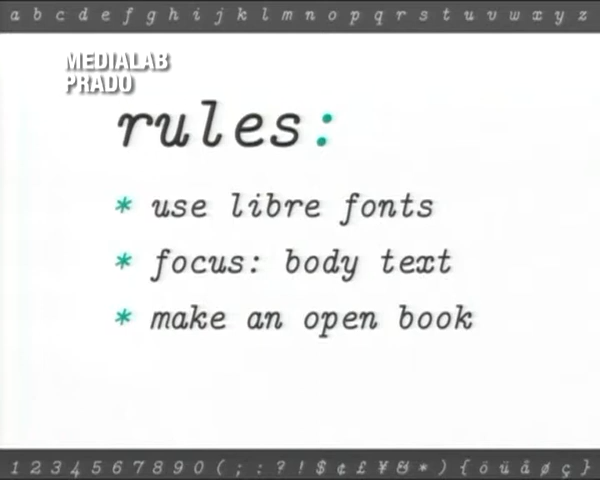 a b c d e f g h i j k l m n o p q r s t u v w x y z
MEDIALAB
PRADO
rules:
* use libre fonts
* focus: body text
* make an open book
1 2 3 4 5 6 7 8 9 0 ( ; : ? ! $ ¢ £ ¥ & * ) { ö ü å ø ç }